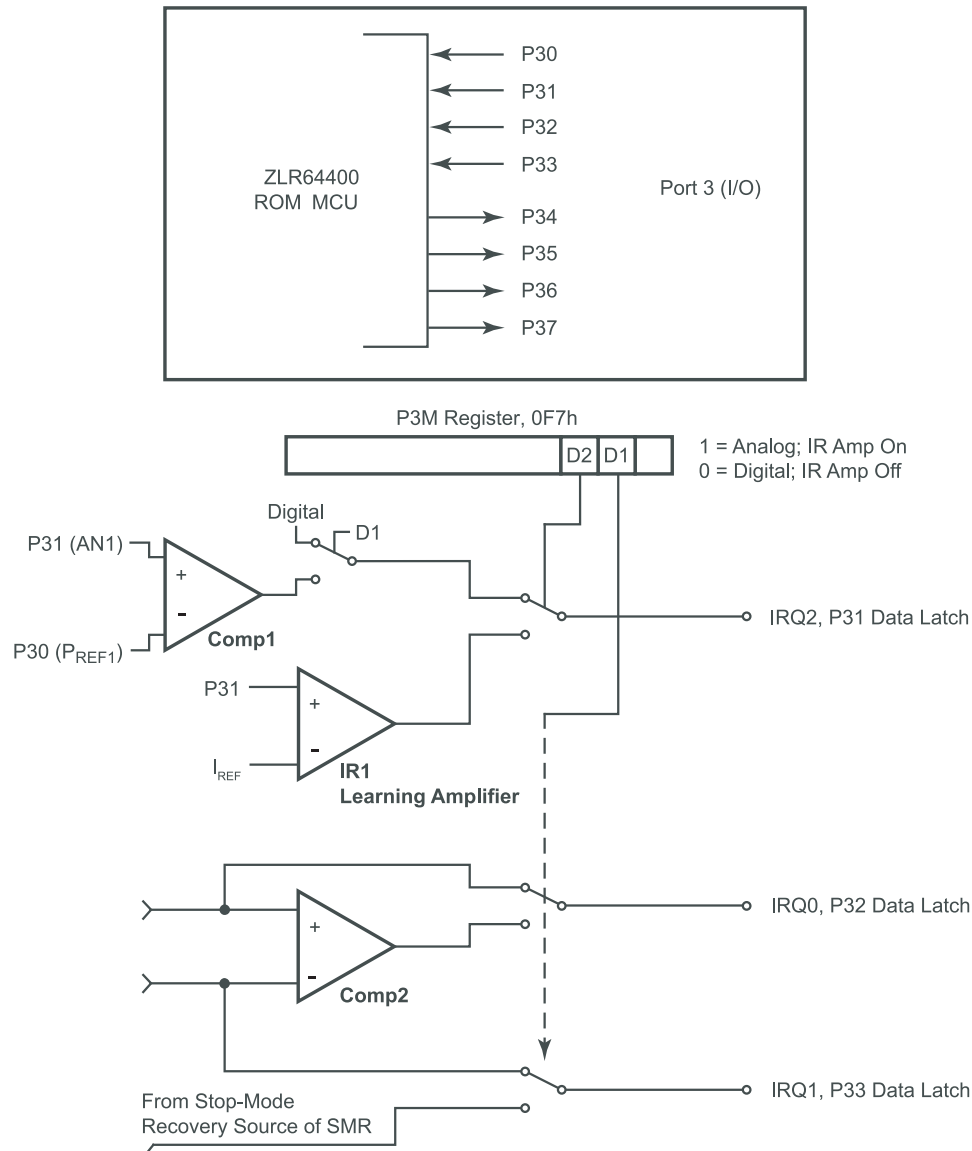 P30
P31
P32
P33
ZLR64400
ROM MCU
Port 3 (I/O)
P34
P35
P36
P37
P3M Register, 0F7h
D2 D1
1 = Analog; IR Amp On
0 = Digital; IR Amp Off
Digital
D1
P31 (AN1)
+
-
Comp1
P30 (PREF1)
IRQ2, P31 Data Latch
P31
+
-
IREF
IR1
Learning Amplifier
+
-
Comp2
IRQ0, P32 Data Latch
IRQ1, P33 Data Latch
From Stop-Mode
Recovery Source of SMR